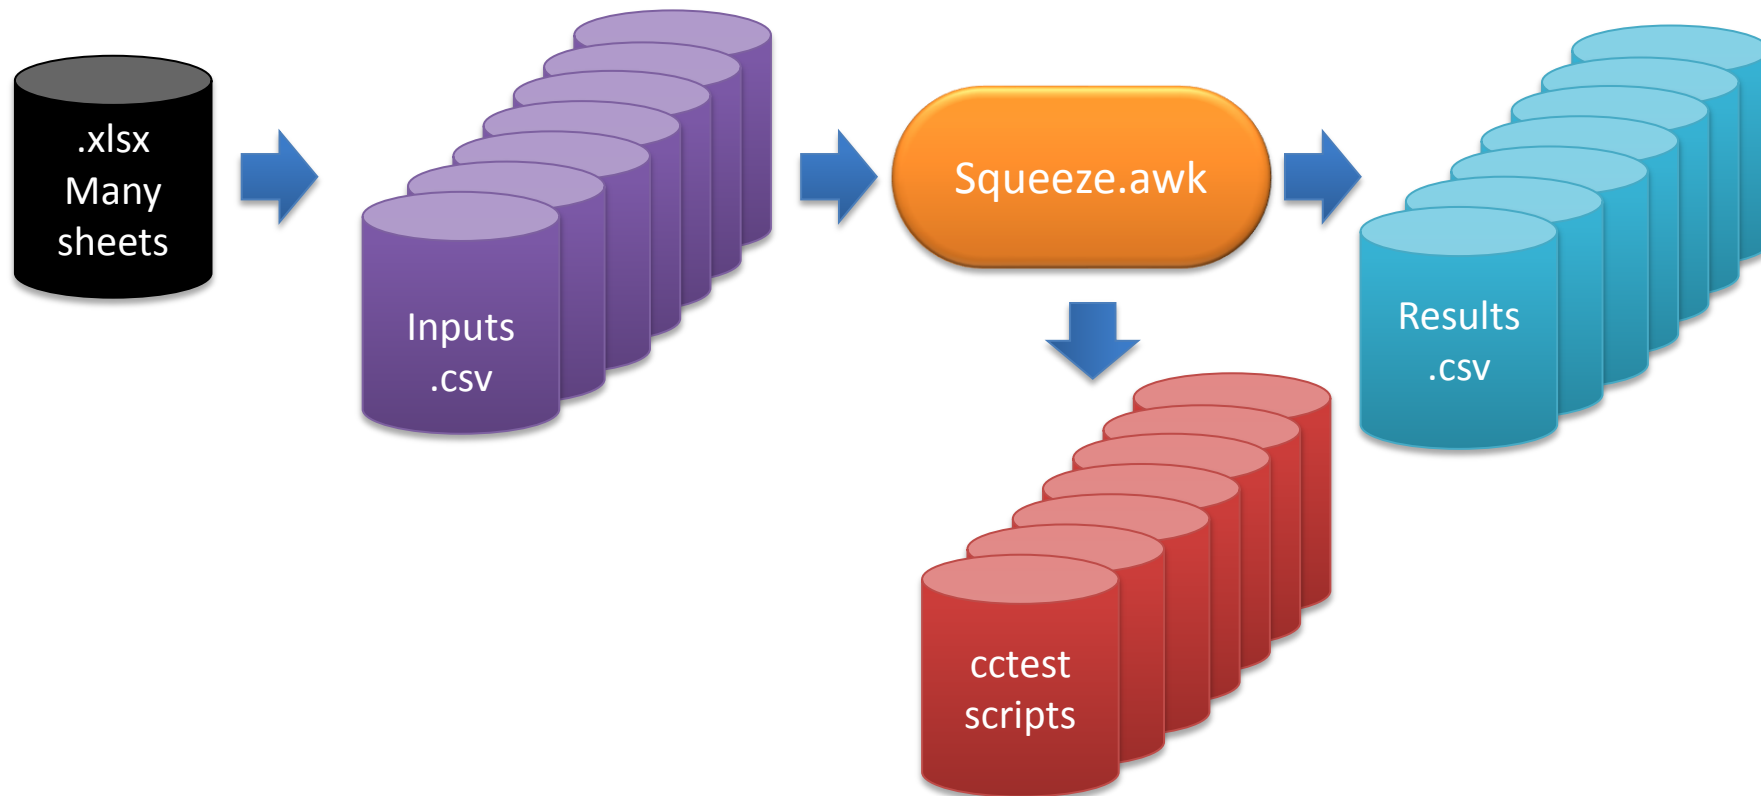 .xlsx
Many
sheets
Inputs
.csv
Squeeze.awk
Results
.csv
cctest
scripts